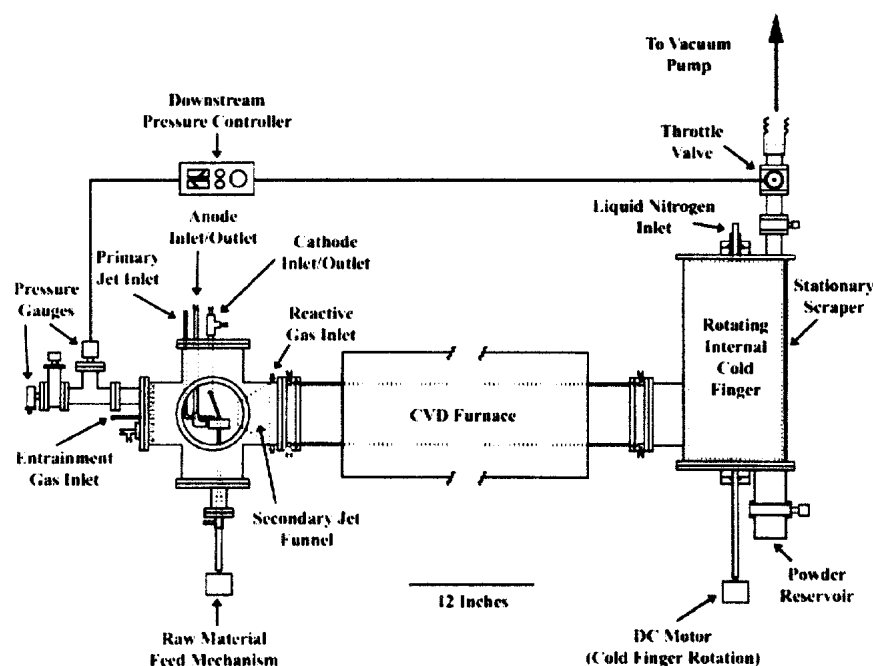 To Vacuum
Pump
Downstream
Pressure Controller
Throttle
Valve
Anode
Inlet/Outlet
Liquid Nitrogen
Inlet
Cathode
Inlet/Outlet
Primary
Jet Inlet
Pressure
Gauges
Reactive
Gas Inlet
Stationary
Scraper
Rotating
Internal
Cold
Finger
CVD Furnace
Entrainment
Gas Inlet
Secondary Jet
Funnel
12 Inches
Powder
Reservoir
Raw Material
Feed Mechanism
DC Motor
(Cold Finger Rotation)